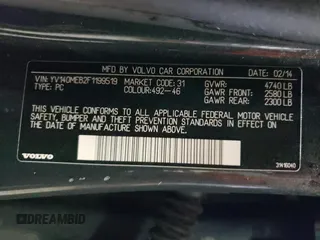 MFD BY VOLVO CAR CORPORATION 02/14
VIN: YV140MEB2F1199519 MARKET CODE: 31 GVWR: 4740 LB
TYPE: PC COLOUR:492-46 GAWR FRONT: 2580 LB
GAWR REAR: 2300 LB
THIS VEHICLE CONFORMS TO ALL APPLICABLE FEDERAL MOTOR VEHICLE
SAFETY, BUMPER AND THEFT PREVENTION STANDARDS IN EFFECT ON THE
DATE OF MANUFACTURE SHOWN ABOVE.
VOLVO
31416040
DREAMBID